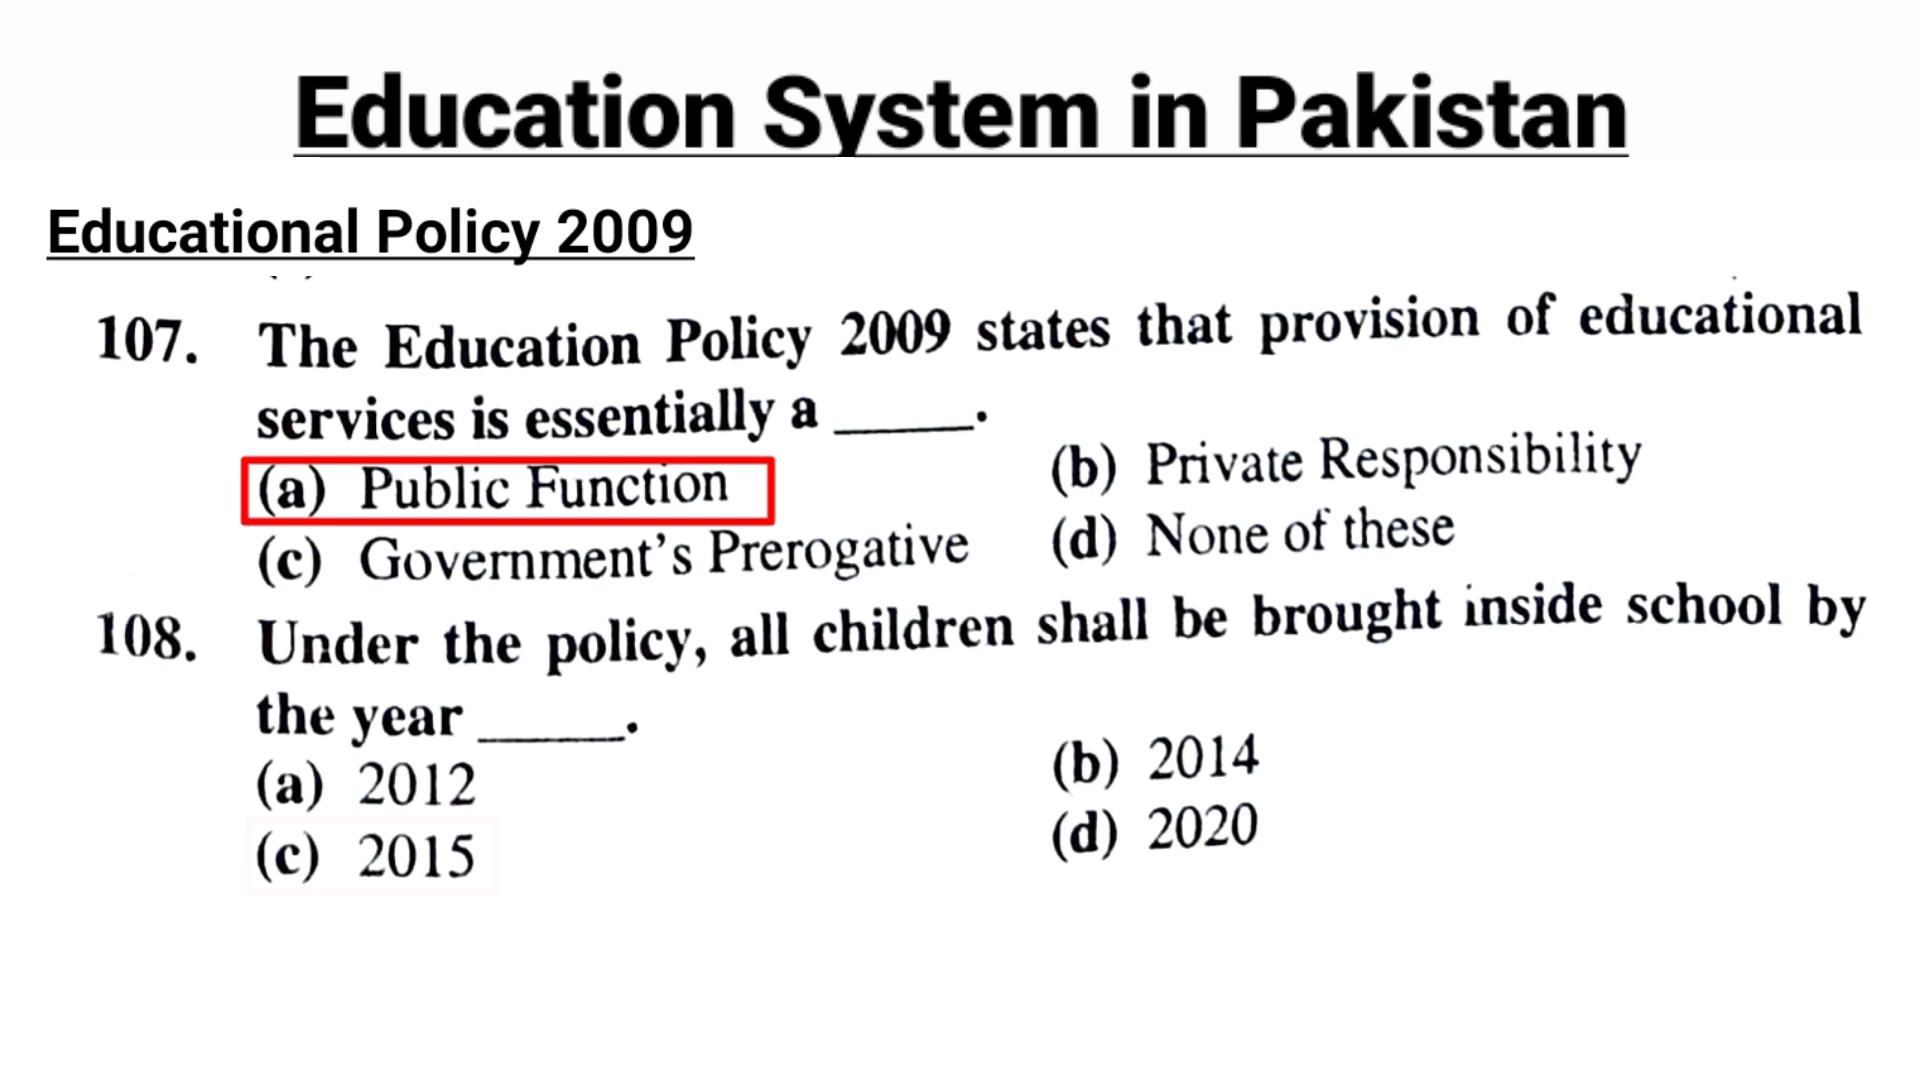 Education System in Pakistan
Educational Policy 2009
107. The Education Policy 2009 states that provision of educational
services is essentially a _____.
(a) Public Function (b) Private Responsibility
(c) Government's Prerogative (d) None of these
108. Under the policy, all children shall be brought inside school by
the year _____.
(a) 2012 (b) 2014
(c) 2015 (d) 2020